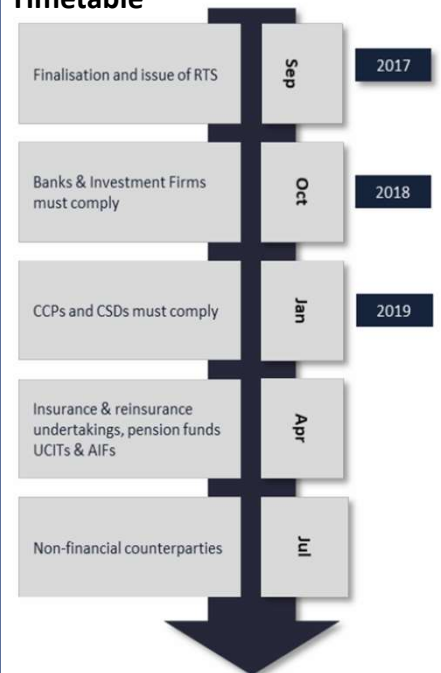 Timetable
Finalisation and issue of RTS
Sep
2017
Banks & Investment Firms
must comply
Oct
2018
CCPs and CSDs must comply
Jan
2019
Insurance & reinsurance
undertakings, pension funds
UCITs & AIFs
Apr
Non-financial counterparties
Jul